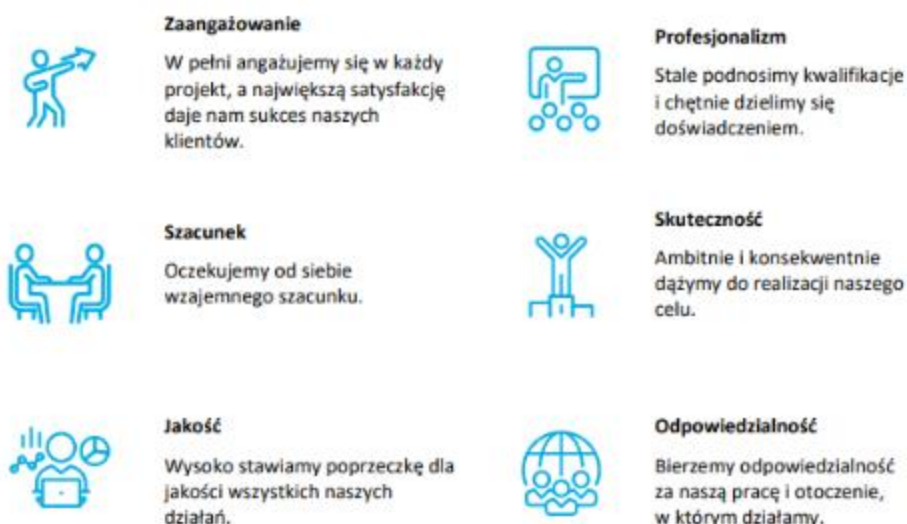 Zaangażowanie
W pełni angażujemy się w każdy
projekt, a największą satysfakcję
daje nam sukces naszych
klientów.
Profesjonalizm
Stale podnosimy kwalifikacje
i chętnie dzielimy się
doświadczeniem.
Szacunek
Oczekujemy od siebie
wzajemnego szacunku.
Skuteczność
Ambitnie i konsekwentnie
dążymy do realizacji naszego
celu.
Jakość
Wysoko stawiamy poprzeczkę dla
jakości wszystkich naszych
działań.
Odpowiedzialność
Bierzemy odpowiedzialność
za naszą pracę i otoczenie,
w którym działamy.